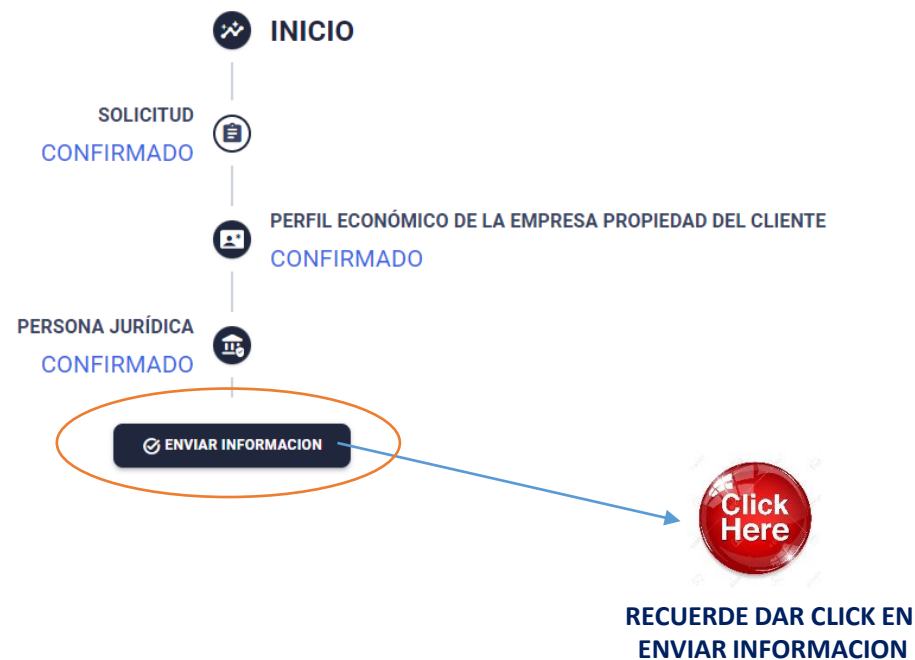 INICIO
SOLICITUD
CONFIRMADO
PERFIL ECONÓMICO DE LA EMPRESA PROPIEDAD DEL CLIENTE
CONFIRMADO
PERSONA JURÍDICA
CONFIRMADO
ENVIAR INFORMACION
Click
Here
RECUERDE DAR CLICK EN
ENVIAR INFORMACION